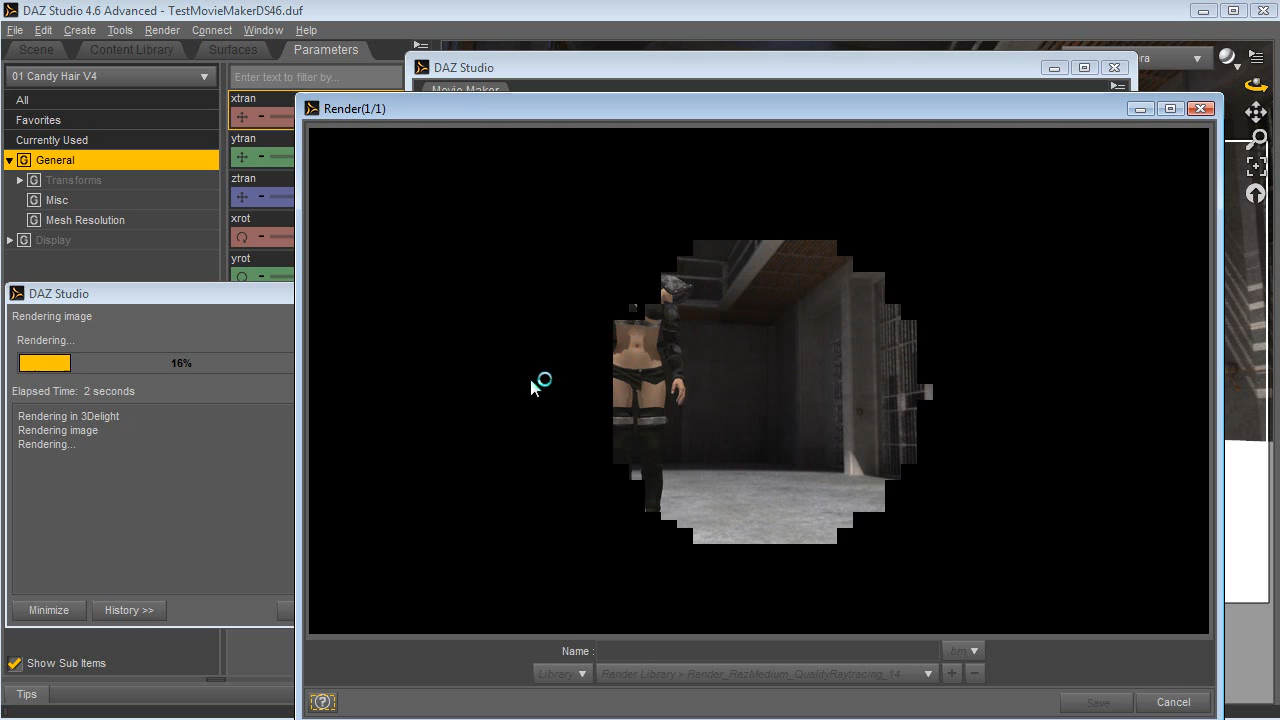 DAZ Studio 4.6 Advanced - TestMovieMakerDS46.duf
File Edit Create Tools Render Connect Window Help
Scene Content Library Surfaces Parameters
01 Candy Hair V4
All
Favorites
Currently Used
G General
G Transforms
G Misc
G Mesh Resolution
G Display
Enter text to filter by...
xtran
ytran
ztran
xrot
yrot
DAZ Studio
Movie Maker
Render(1/1)
DAZ Studio
Rendering image
Rendering...
16%
Elapsed Time: 2 seconds
Rendering in 3Delight
Rendering image
Rendering...
Minimize History >>
Show Sub Items
Tips
Name :
Library Render Library > Render_RezMedium_QualifyRaytracing_14
Save Cancel